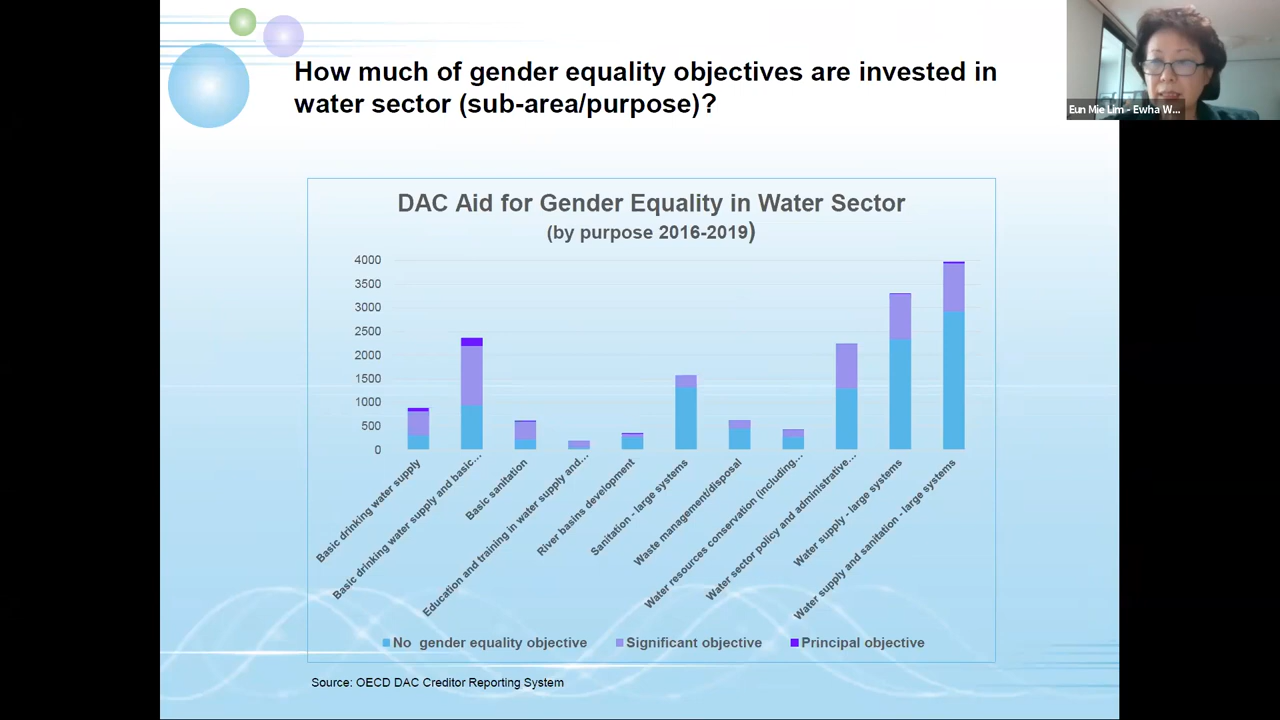 How much of gender equality objectives are invested in
water sector (sub-area/purpose)?
Eun Mie Lim - Ewha W...
DAC Aid for Gender Equality in Water Sector
(by purpose 2016-2019)
4000
3500
3000
2500
2000
1500
1000
500
0
Basic drinking water supply
Basic drinking water supply and basic...
Basic sanitation
Education and training in water supply and...
River basins development
Sanitation - large systems
Waste management/disposal
Water resources conservation (including...
Water sector policy and administrative...
Water supply - large systems
Water supply and sanitation - large systems
No gender equality objective
Significant objective
Principal objective
Source: OECD DAC Creditor Reporting System